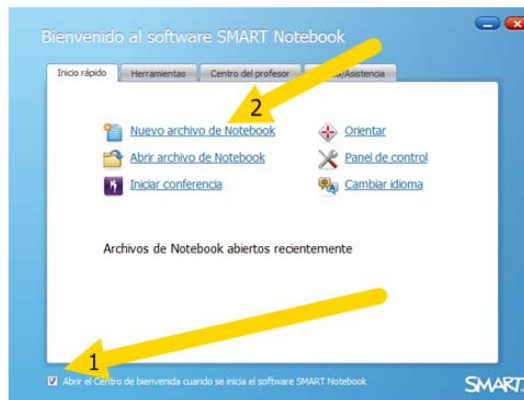 Bienvenido al software SMART Notebook
Inicio rápido Herramientas Centro del profesor /Asistencia
2
Nuevo archivo de Notebook Orientar
Abrir archivo de Notebook Panel de control
Iniciar conferencia Cambiar idioma
Archivos de Notebook abiertos recientemente
1
Abrir el Centro de bienvenida cuando se inicia el software SMART Notebook
SMART